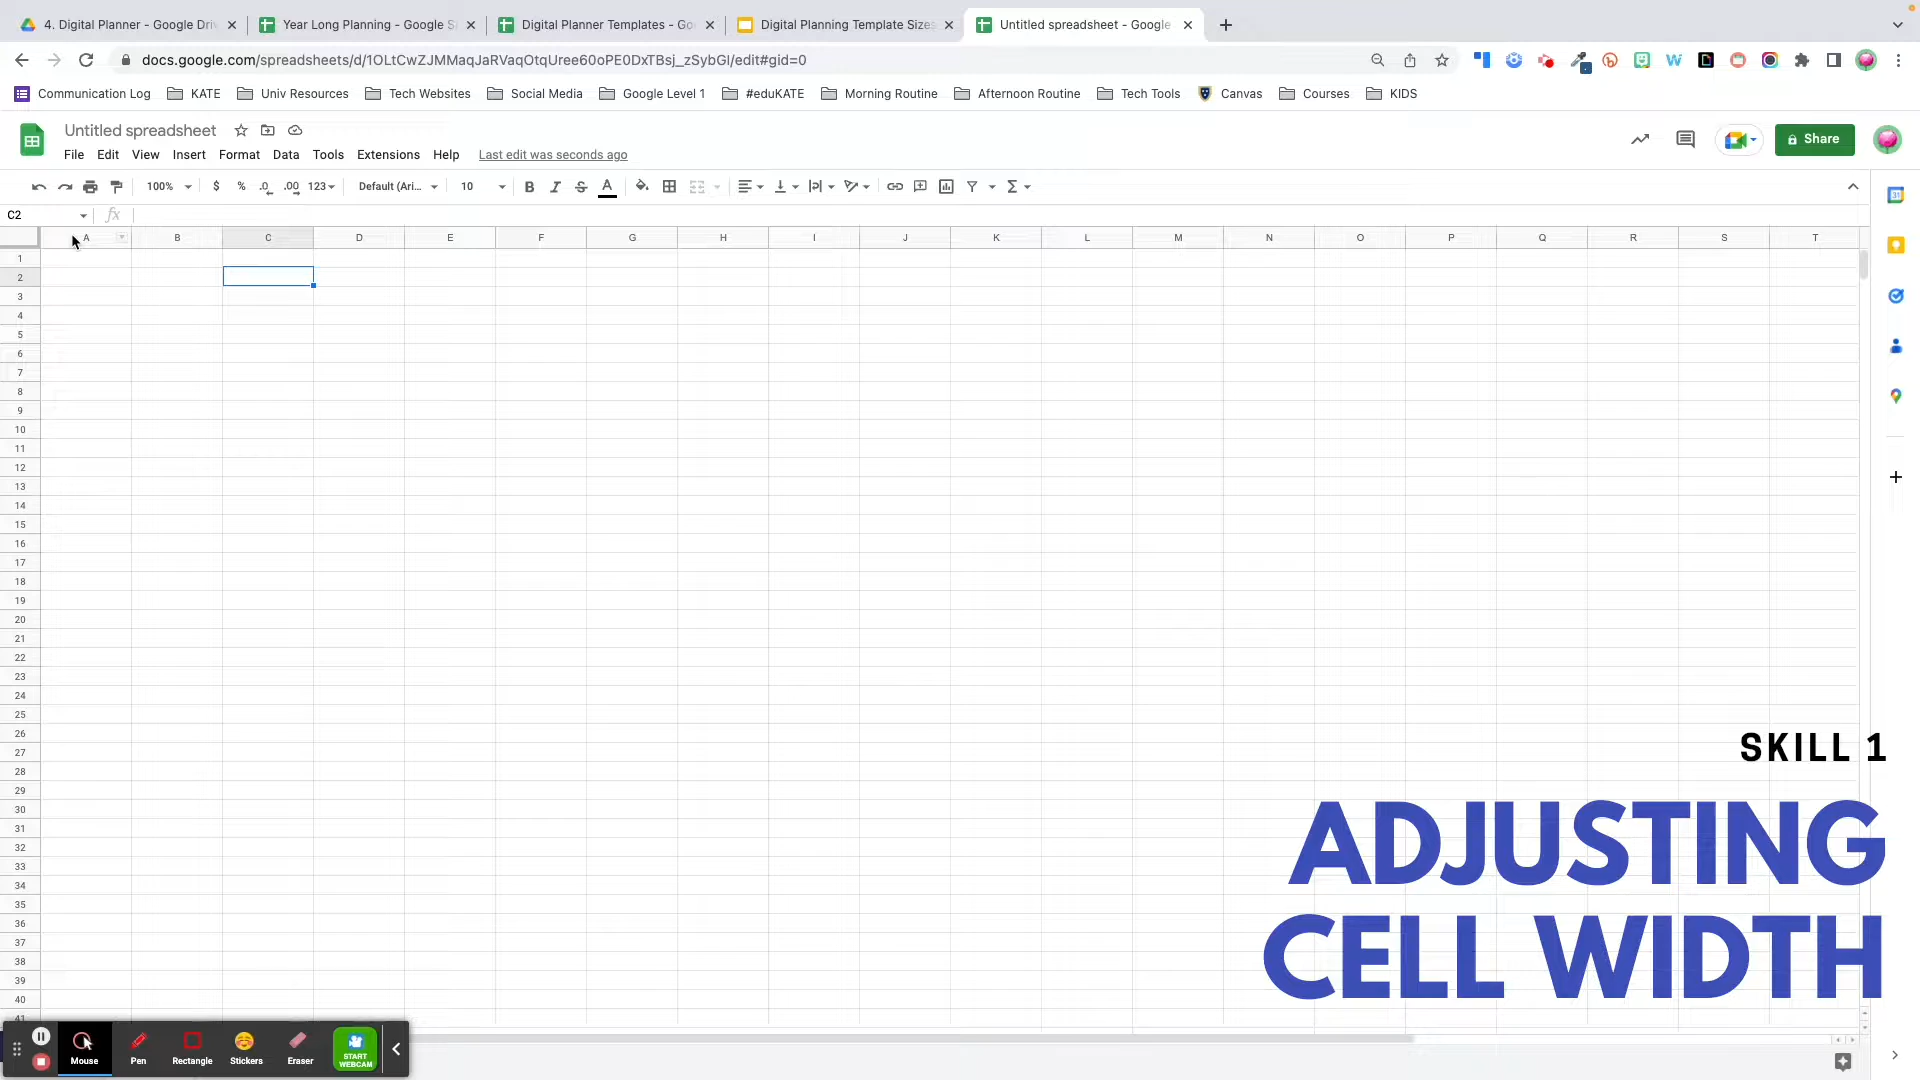 4. Digital Planner - Google Dri
Year Long Planning - Google S
Digital Planner Templates - Go
Digital Planning Template Sizes
Untitled spreadsheet - Google
docs.google.com/spreadsheets/d/1OLtCwZJMMaqJaRVaqOtqUree60oPE0DxTBsj_zSybGI/edit#gid=0
Communication Log KATE Univ Resources Tech Websites Social Media Google Level 1 #eduKATE Morning Routine Afternoon Routine Tech Tools Canvas Courses KIDS
Untitled spreadsheet
Share
File Edit View Insert Format Data Tools Extensions Help Last edit was seconds ago
100% $ % .0 .00 123 Default (Ari... 10 B I S A
C2 fx
A B C D E F G H I J K L M N O P Q R S T
1
2
3
4
5
6
7
8
9
10
11
12
13
14
15
16
17
18
19
20
21
22
23
24
25
26
27
28
29
30
31
32
33
34
35
36
37
38
39
40
41
SKILL 1
ADJUSTING
CELL WIDTH
Mouse Pen Rectangle Stickers Eraser START
WEBCAM